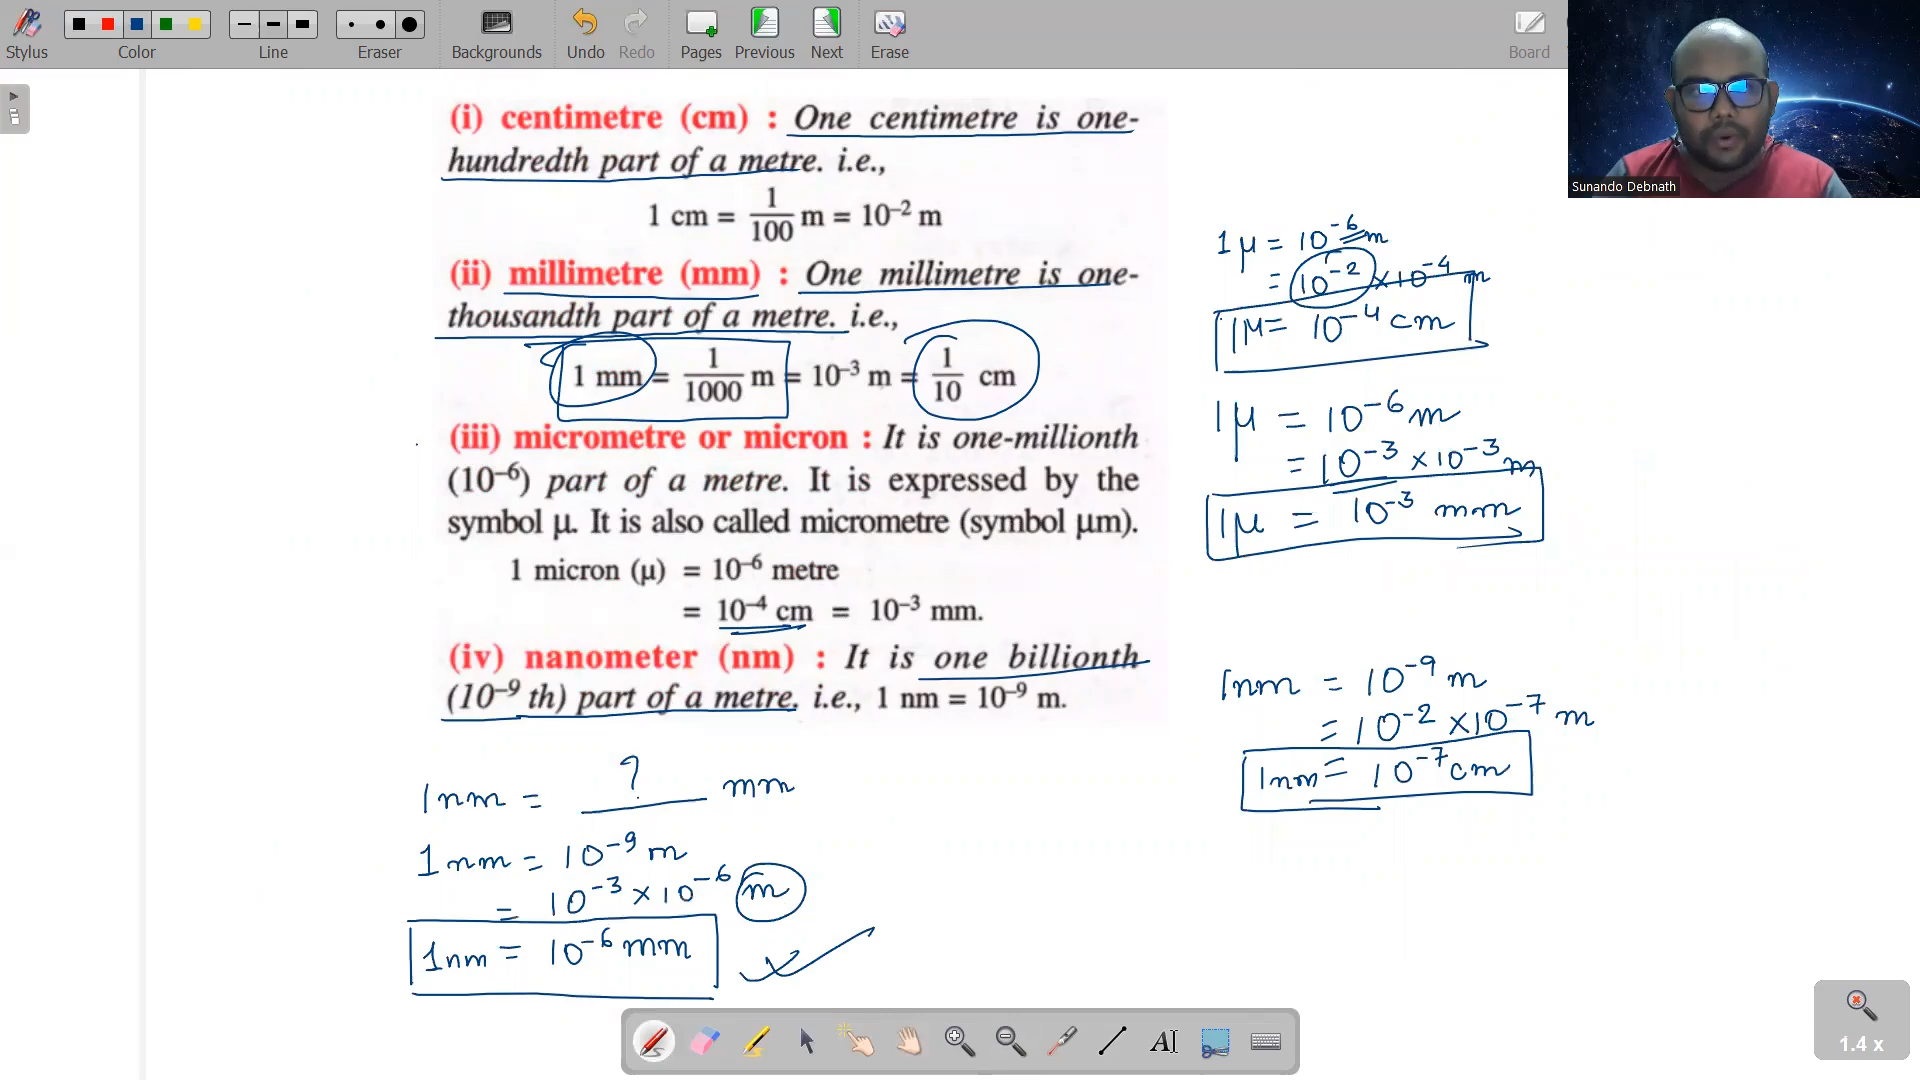 Stylus
Color
Line
Eraser
Backgrounds
Undo
Redo
Pages
Previous
Next
Erase
Board
Sunando Debnath
(i) centimetre (cm) : One centimetre is one-
hundredth part of a metre. i.e.,
1 cm = 1/100 m = 10⁻² m
(ii) millimetre (mm) : One millimetre is one-
thousandth part of a metre. i.e.,
1 mm = 1/1000 m = 10⁻³ m = 1/10 cm
(iii) micrometre or micron : It is one-millionth
(10⁻⁶) part of a metre. It is expressed by the
symbol μ. It is also called micrometre (symbol μm).
1 micron (μ) = 10⁻⁶ metre
= 10⁻⁴ cm = 10⁻³ mm.
(iv) nanometer (nm) : It is one billionth
(10⁻⁹ th) part of a metre. i.e., 1 nm = 10⁻⁹ m.
1nm = ? mm
1nm = 10⁻⁹ m
= 10⁻³ × 10⁻⁶ m
1nm = 10⁻⁶ mm
1μ = 10⁻⁶ m
= 10⁻² × 10⁻⁴ m
1μ = 10⁻⁴ cm
1μ = 10⁻⁶ m
= 10⁻³ × 10⁻³ m
1μ = 10⁻³ mm
1nm = 10⁻⁹ m
= 10⁻² × 10⁻⁷ m
1nm = 10⁻⁷ cm
A
1.4 x